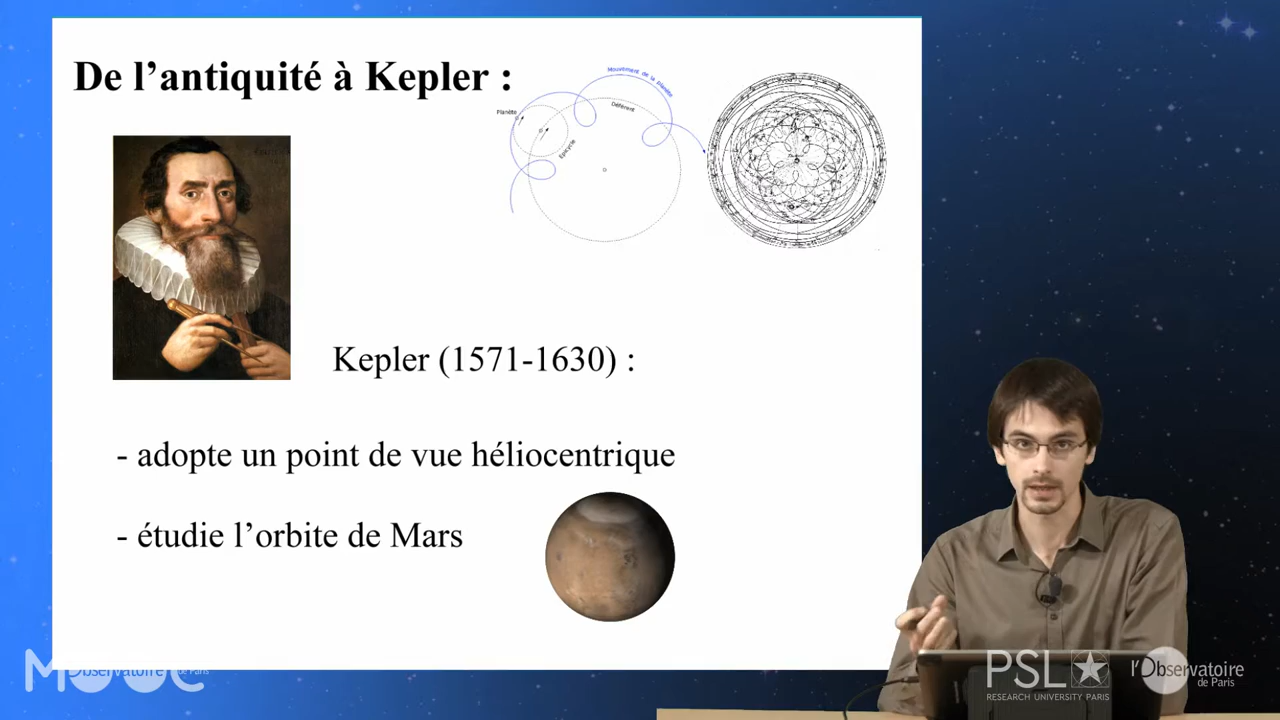 De l’antiquité à Kepler :
Mouvement de la planète
Planète
Déférent
Epicycle
Kepler (1571-1630) :
- adopte un point de vue héliocentrique
- étudie l’orbite de Mars
MOOC
l'Observatoire
de Paris
PSL
RESEARCH UNIVERSITY PARIS
l'Observatoire
de Paris